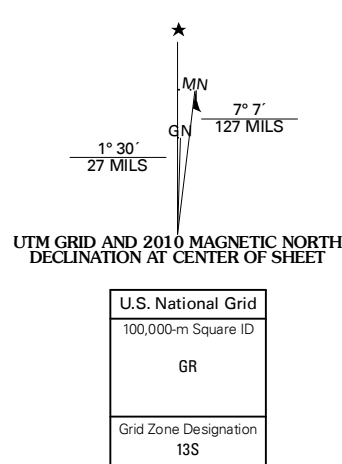 ★
MN
7° 7´
127 MILS
GN
1° 30´
27 MILS
UTM GRID AND 2010 MAGNETIC NORTH
DECLINATION AT CENTER OF SHEET
U.S. National Grid
100,000-m Square ID
GR
Grid Zone Designation
13S